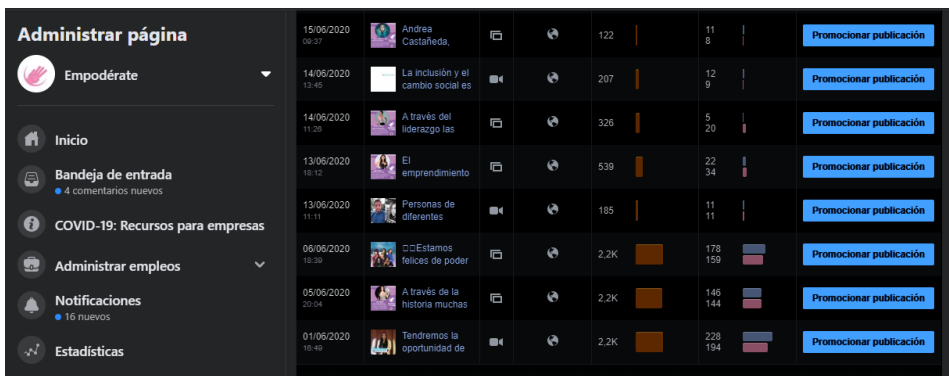 Administrar página
Empodérate
Inicio
Bandeja de entrada
4 comentarios nuevos
COVID-19: Recursos para empresas
Administrar empleos
Notificaciones
16 nuevos
Estadísticas
15/06/2020 Andrea 122 11 Promocionar publicación
09:37 Castañeda, 8
14/06/2020 La inclusión y el 207 12 Promocionar publicación
13:45 cambio social es 9
14/06/2020 A través del 326 5 Promocionar publicación
11:26 liderazgo las 20
13/06/2020 El 539 22 Promocionar publicación
18:12 emprendimiento 34
13/06/2020 Personas de 185 11 Promocionar publicación
11:11 diferentes 11
06/06/2020 Estamos 2,2K 178 Promocionar publicación
18:39 felices de poder 159
05/06/2020 A través de la 2,2K 146 Promocionar publicación
20:04 historia muchas 144
01/06/2020 Tendremos la 2,2K 228 Promocionar publicación
16:49 oportunidad de 194